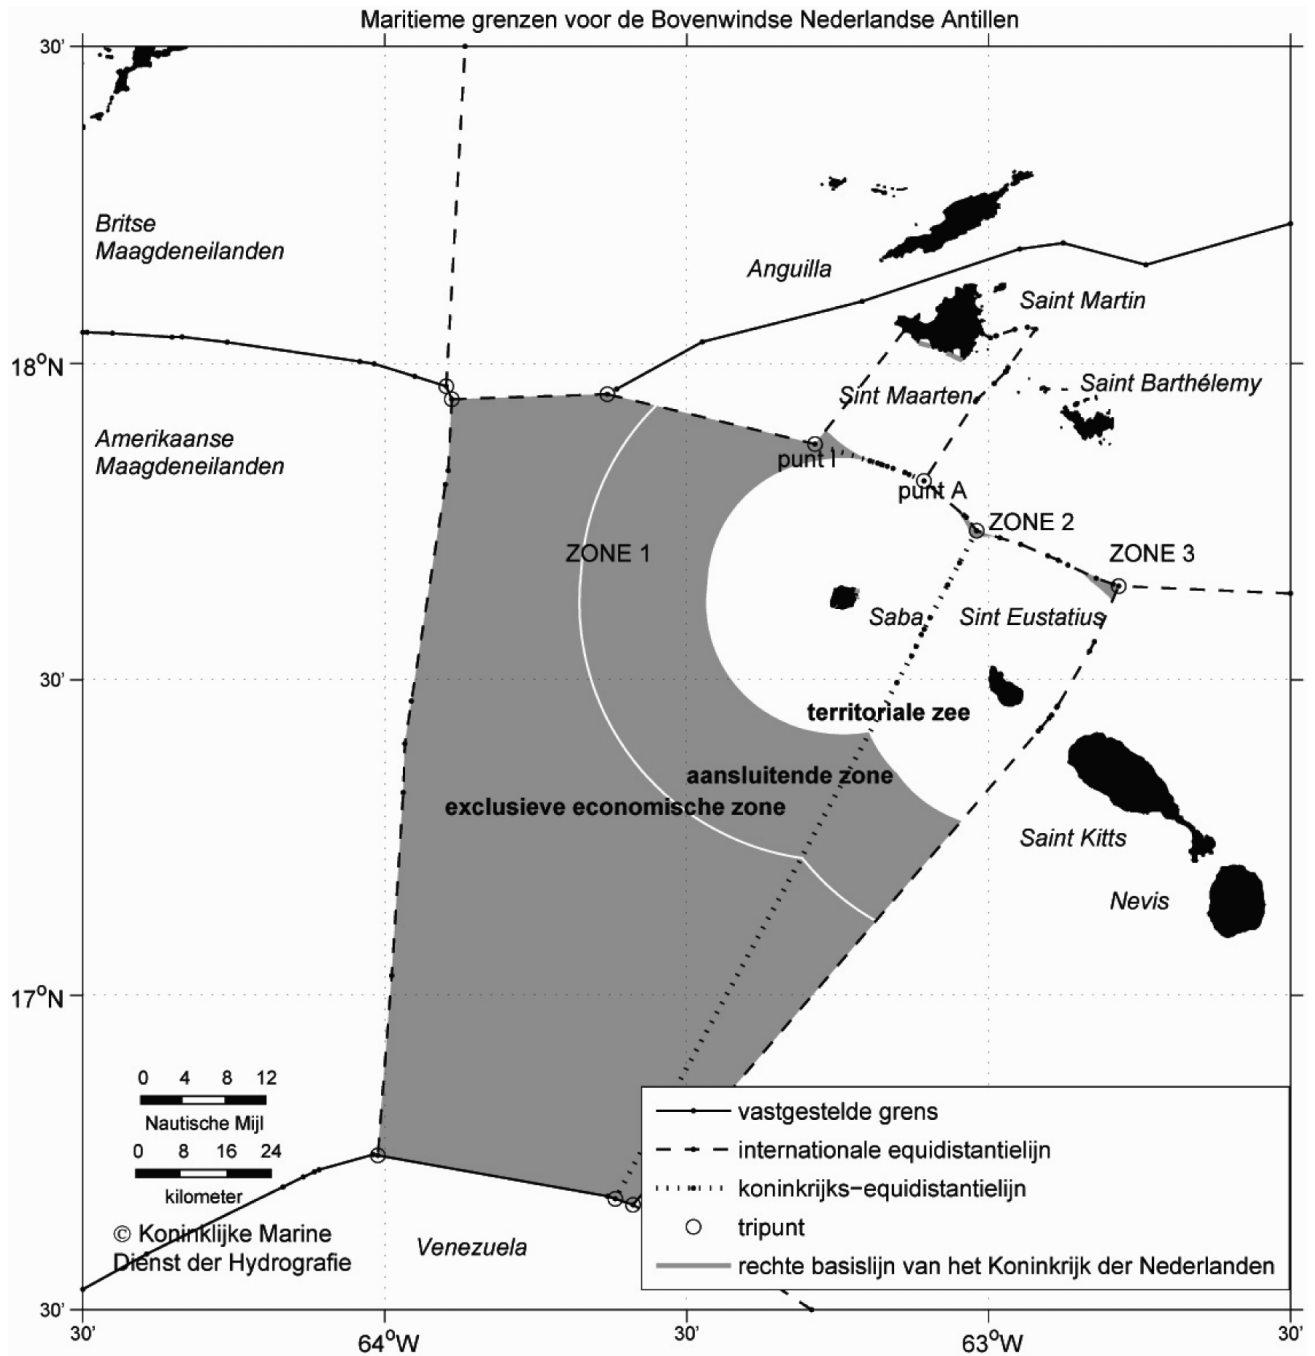 Maritieme grenzen voor de Bovenwindse Nederlandse Antillen
30'
Britse
Maagdeneilanden
Anguilla
Saint Martin
18°N
Sint Maarten
Saint Barthélemy
Amerikaanse
Maagdeneilanden
punt I
punt A
ZONE 2
ZONE 1
ZONE 3
Saba
Sint Eustatius
30'
territoriale zee
aansluitende zone
exclusieve economische zone
Saint Kitts
Nevis
17°N
0 4 8 12
Nautische Mijl
0 8 16 24
kilometer
© Koninklijke Marine
Dienst der Hydrografie
Venezuela
vastgestelde grens
internationale equidistantielijn
koninkrijks-equidistantielijn
tripunt
rechte basislijn van het Koninkrijk der Nederlanden
30'
30' 64°W 30' 63°W 30'